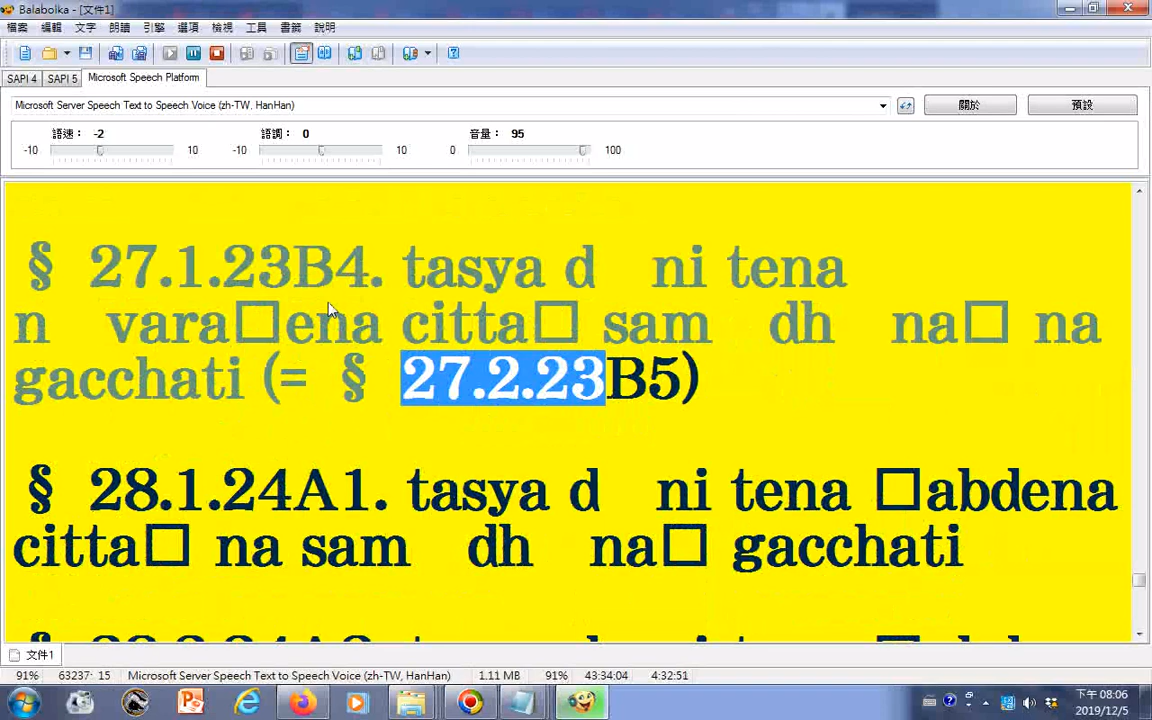 Balabolka - [文件1]
檔案 編輯 文字 朗讀 引擎 選項 檢視 工具 書籤 說明
SAPI 4 SAPI 5 Microsoft Speech Platform
Microsoft Server Speech Text to Speech Voice (zh-TW, HanHan) 關於 預設
語速： -2 語調： 0 音量： 95
-10 10 -10 10 0 100
§ 27.1.23B4. tasya d ni tena
n vara□ena citta□ sam dh na□ na
gacchati (= § 27.2.23B5)
§ 28.1.24A1. tasya d ni tena □abdena
citta□ na sam dh na□ gacchati
文件1
91% 63237: 15 Microsoft Server Speech Text to Speech Voice (zh-TW, HanHan) 1.11 MB 91% 43:34:04 4:32:51
下午 08:06
2019/12/5